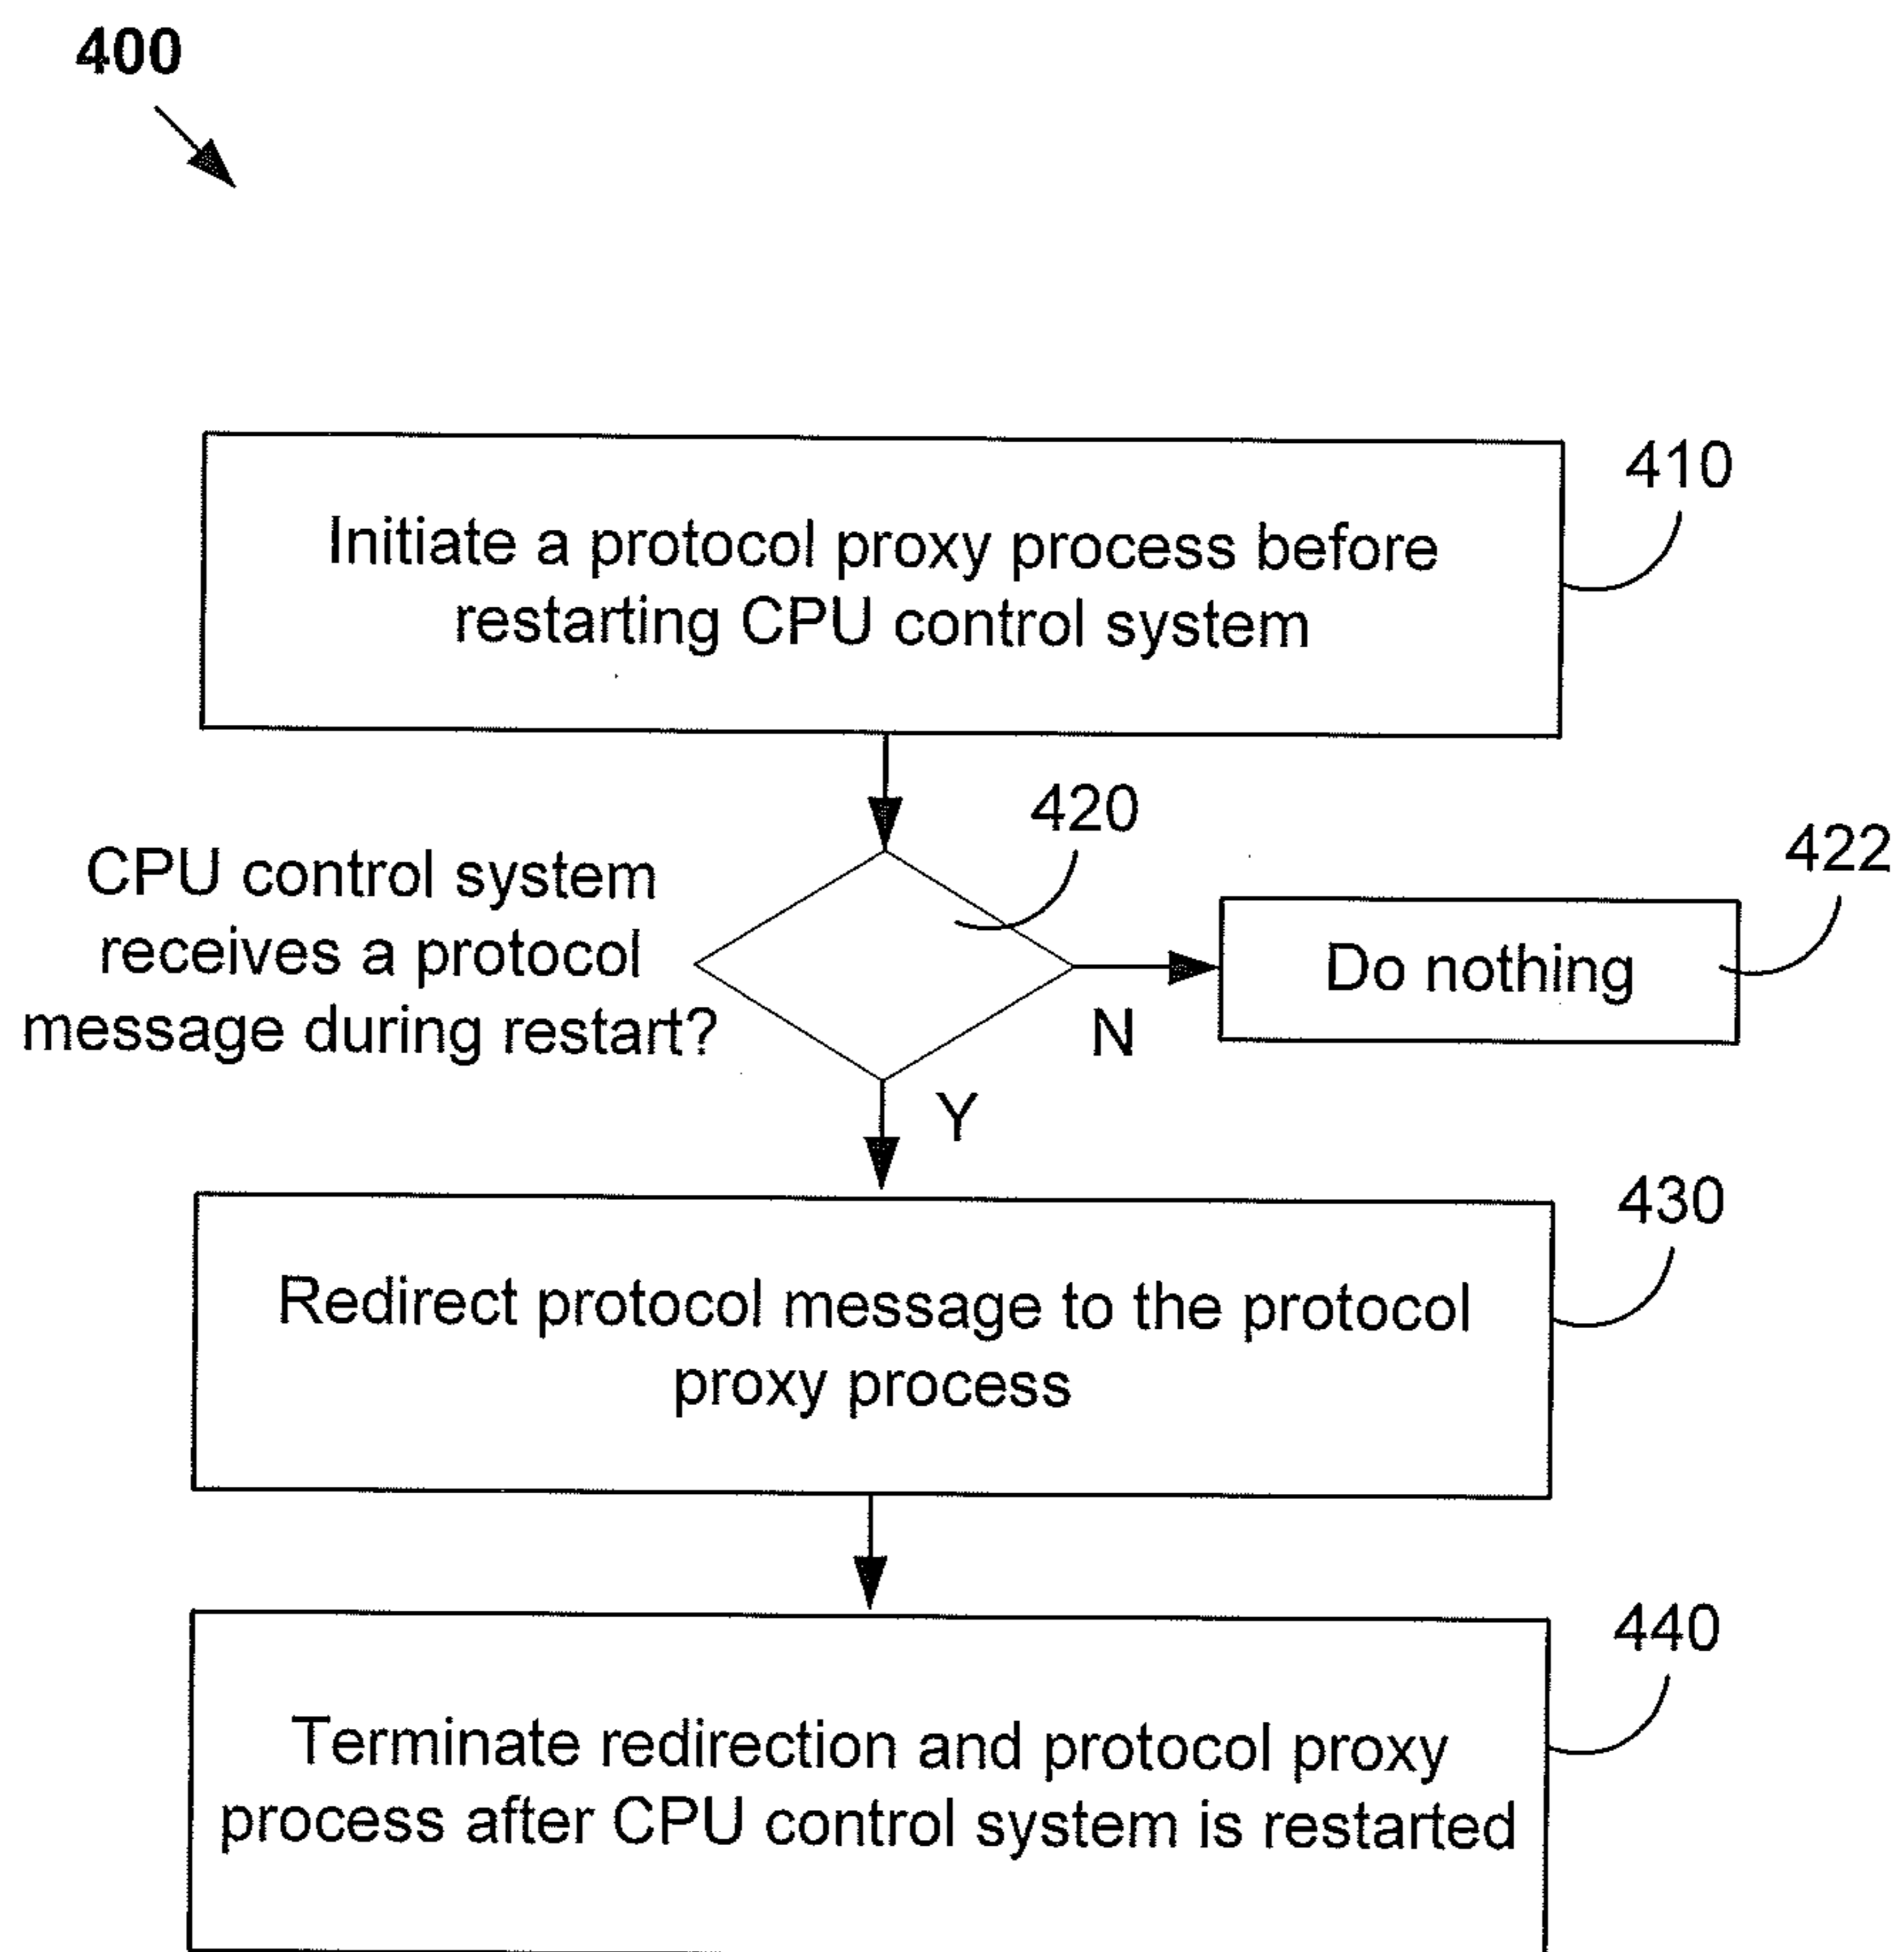 400
410
Initiate a protocol proxy process before
restarting CPU control system
420
422
CPU control system
receives a protocol
message during restart?
Do nothing
N
Y
430
Redirect protocol message to the protocol
proxy process
440
Terminate redirection and protocol proxy
process after CPU control system is restarted